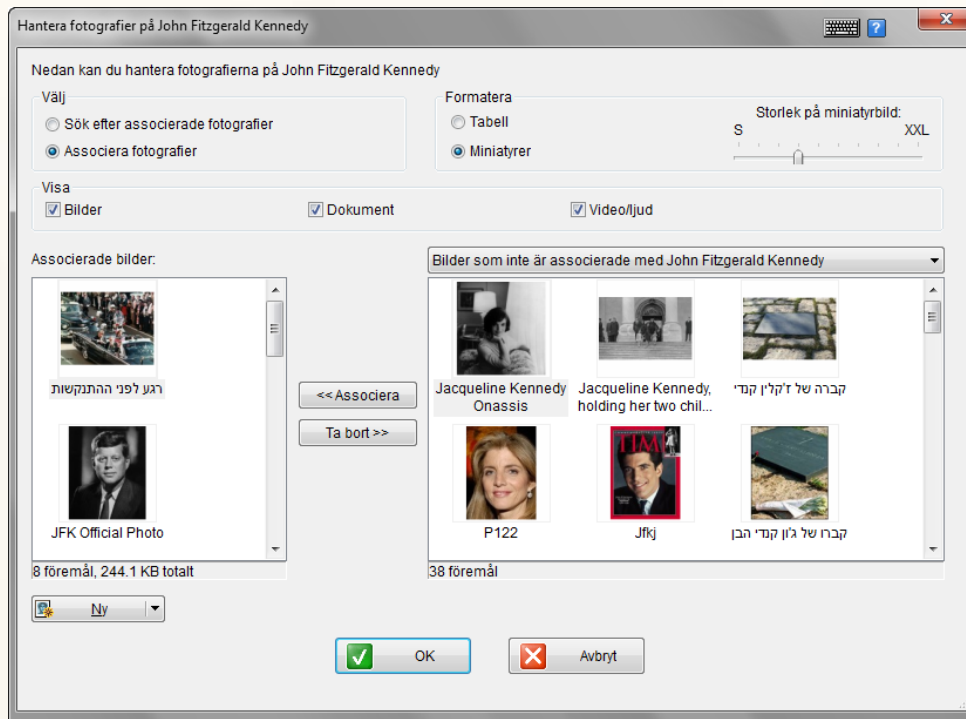 Hantera fotografier på John Fitzgerald Kennedy
Nedan kan du hantera fotografierna på John Fitzgerald Kennedy
Välj
Sök efter associerade fotografier
Associera fotografier
Formatera
Tabell
Miniatyrer
Storlek på miniatyrbild:
S
XXL
Visa
Bilder
Dokument
Video/ljud
Associerade bilder:
רגע לפני ההתנקשות
JFK Official Photo
8 föremål, 244.1 KB totalt
<< Associera
Ta bort >>
Bilder som inte är associerade med John Fitzgerald Kennedy
Jacqueline Kennedy
Onassis
Jacqueline Kennedy,
holding her two chil...
קברה של ז'קלין קנדי
P122
TIME
Jfkj
קברו של ג'ון קנדי הבן
38 föremål
Ny
OK
Avbryt